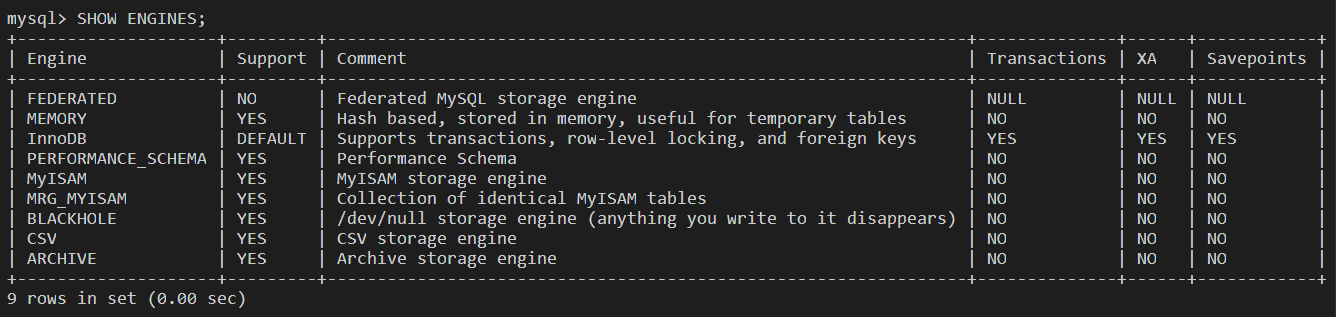 mysql> SHOW ENGINES;
+--------------------+---------+----------------------------------------------------------------+--------------+------+------------+
| Engine             | Support | Comment                                                        | Transactions | XA   | Savepoints |
+--------------------+---------+----------------------------------------------------------------+--------------+------+------------+
| FEDERATED          | NO      | Federated MySQL storage engine                                 | NULL         | NULL | NULL       |
| MEMORY             | YES     | Hash based, stored in memory, useful for temporary tables      | NO           | NO   | NO         |
| InnoDB             | DEFAULT | Supports transactions, row-level locking, and foreign keys     | YES          | YES  | YES        |
| PERFORMANCE_SCHEMA | YES     | Performance Schema                                             | NO           | NO   | NO         |
| MyISAM             | YES     | MyISAM storage engine                                          | NO           | NO   | NO         |
| MRG_MYISAM         | YES     | Collection of identical MyISAM tables                          | NO           | NO   | NO         |
| BLACKHOLE          | YES     | /dev/null storage engine (anything you write to it disappears) | NO           | NO   | NO         |
| CSV                | YES     | CSV storage engine                                             | NO           | NO   | NO         |
| ARCHIVE            | YES     | Archive storage engine                                         | NO           | NO   | NO         |
+--------------------+---------+----------------------------------------------------------------+--------------+------+------------+
9 rows in set (0.00 sec)